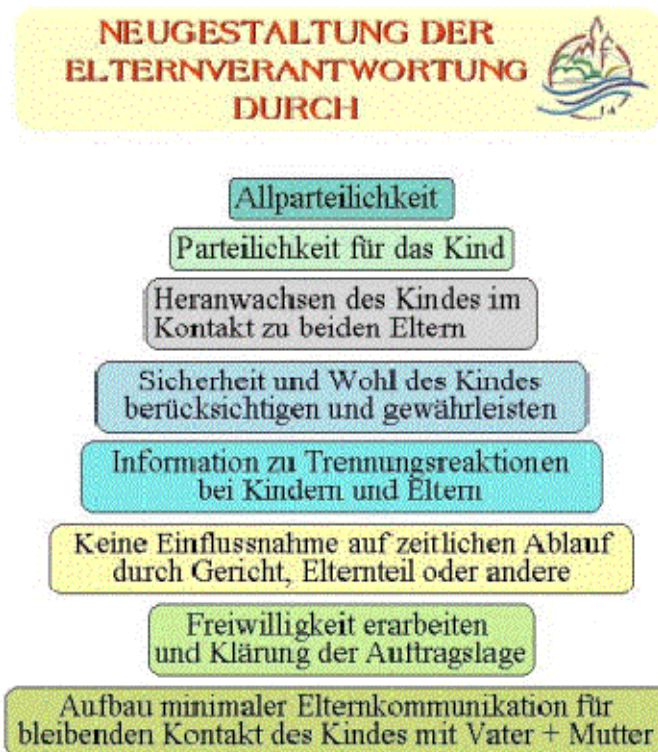 NEUGESTALTUNG DER
ELTERNVERANTWORTUNG
DURCH
Allparteilichkeit
Parteilichkeit für das Kind
Heranwachsen des Kindes im
Kontakt zu beiden Eltern
Sicherheit und Wohl des Kindes
berücksichtigen und gewährleisten
Information zu Trennungsreaktionen
bei Kindern und Eltern
Keine Einflussnahme auf zeitlichen Ablauf
durch Gericht, Elternteil oder andere
Freiwilligkeit erarbeiten
und Klärung der Auftragslage
Aufbau minimaler Elternkommunikation für
bleibenden Kontakt des Kindes mit Vater + Mutter